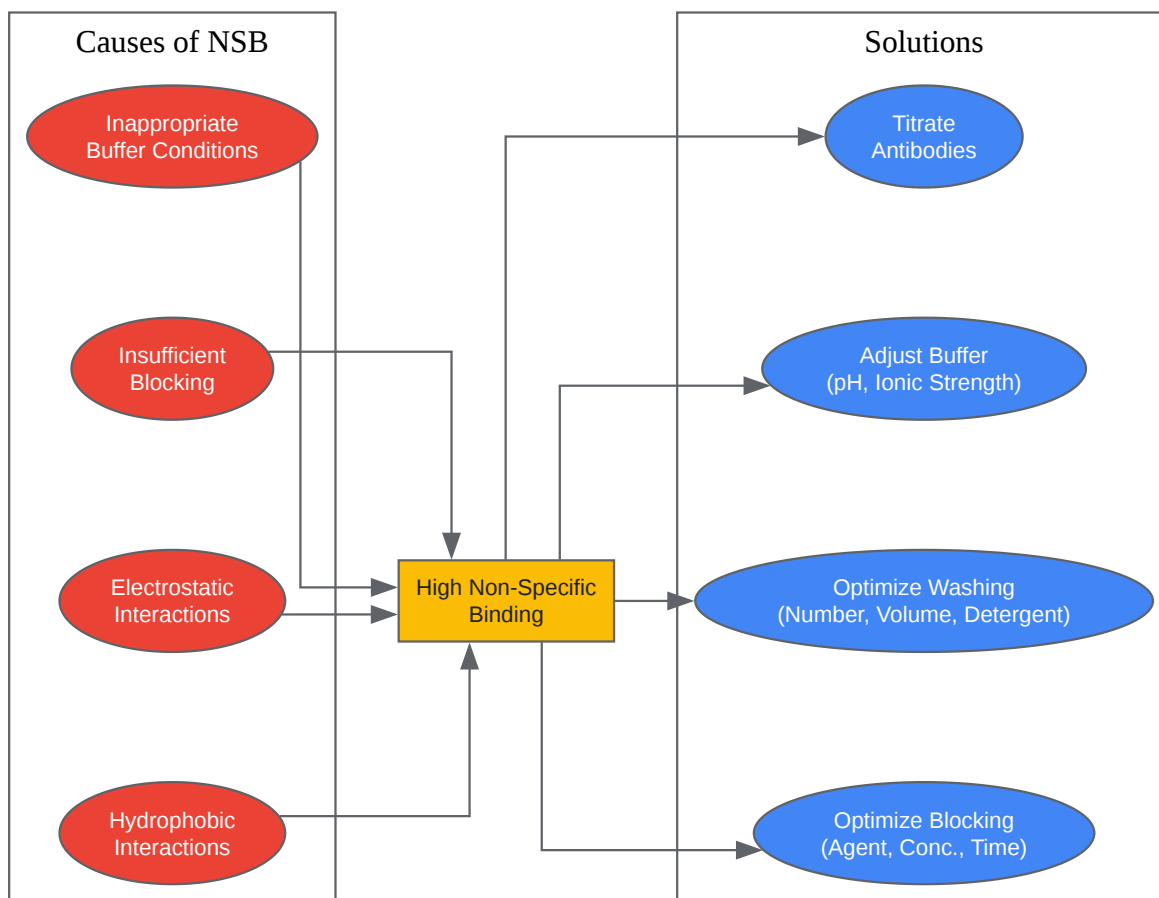 Causes of NSB
Inappropriate
Buffer Conditions
Insufficient
Blocking
Electrostatic
Interactions
Hydrophobic
Interactions
High Non-Specific
Binding
Solutions
Titrate
Antibodies
Adjust Buffer
(pH, Ionic Strength)
Optimize Washing
(Number, Volume, Detergent)
Optimize Blocking
(Agent, Conc., Time)